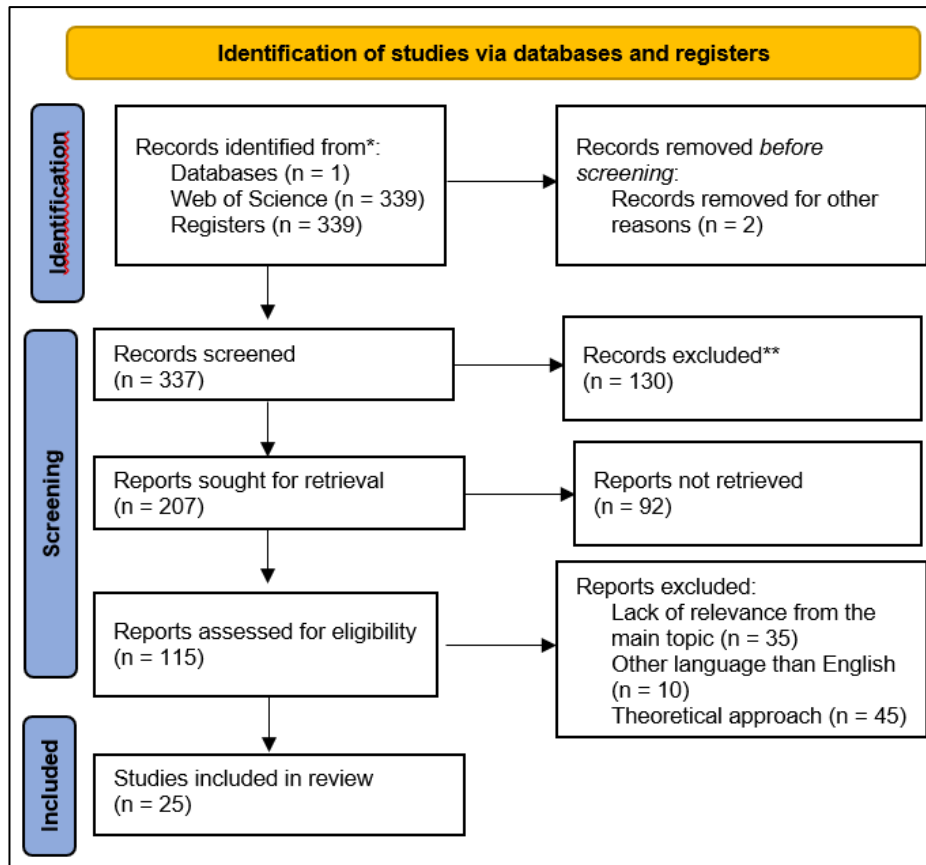 Identification of studies via databases and registers
Identification
Records identified from*:
Databases (n = 1)
Web of Science (n = 339)
Registers (n = 339)
Records removed before
screening:
Records removed for other
reasons (n = 2)
Screening
Records screened
(n = 337)
Records excluded**
(n = 130)
Reports sought for retrieval
(n = 207)
Reports not retrieved
(n = 92)
Reports assessed for eligibility
(n = 115)
Reports excluded:
Lack of relevance from the
main topic (n = 35)
Other language than English
(n = 10)
Theoretical approach (n = 45)
Included
Studies included in review
(n = 25)